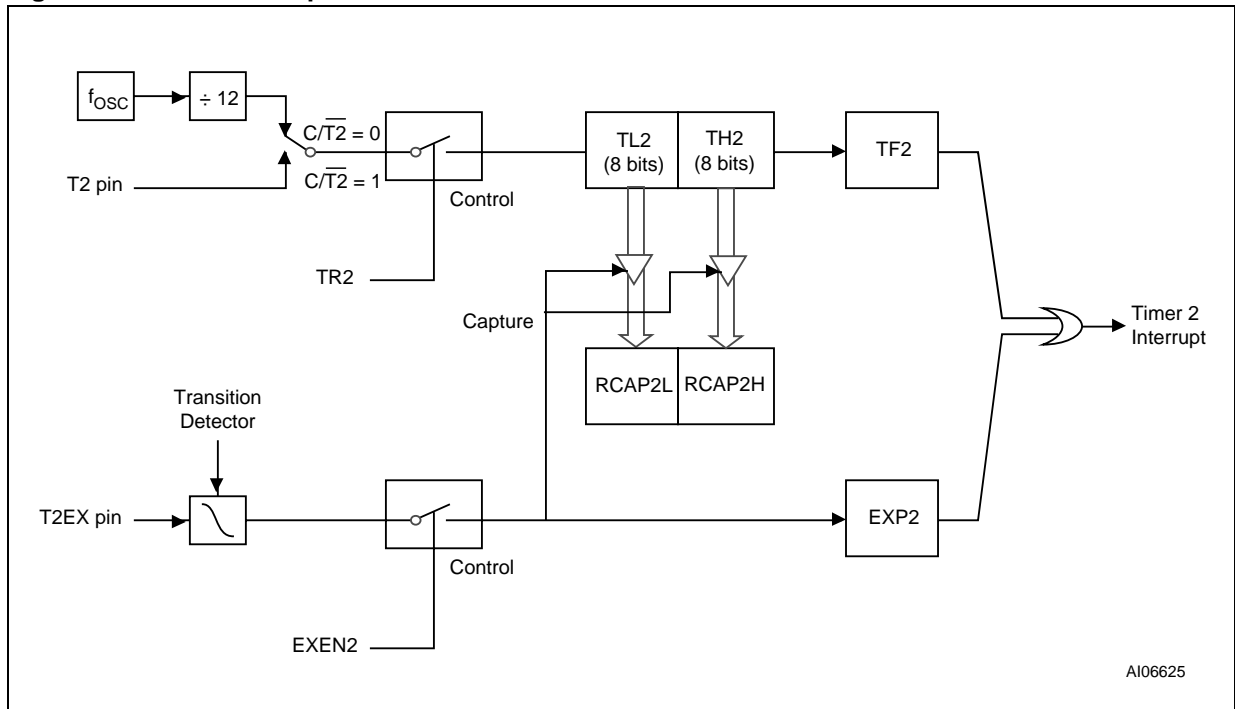 fOSC
÷ 12
C/T2 = 0
C/T2 = 1
T2 pin
Control
TR2
TL2
(8 bits)
TH2
(8 bits)
TF2
Capture
RCAP2L
RCAP2H
Timer 2
Interrupt
Transition
Detector
T2EX pin
Control
EXEN2
EXP2
AI06625